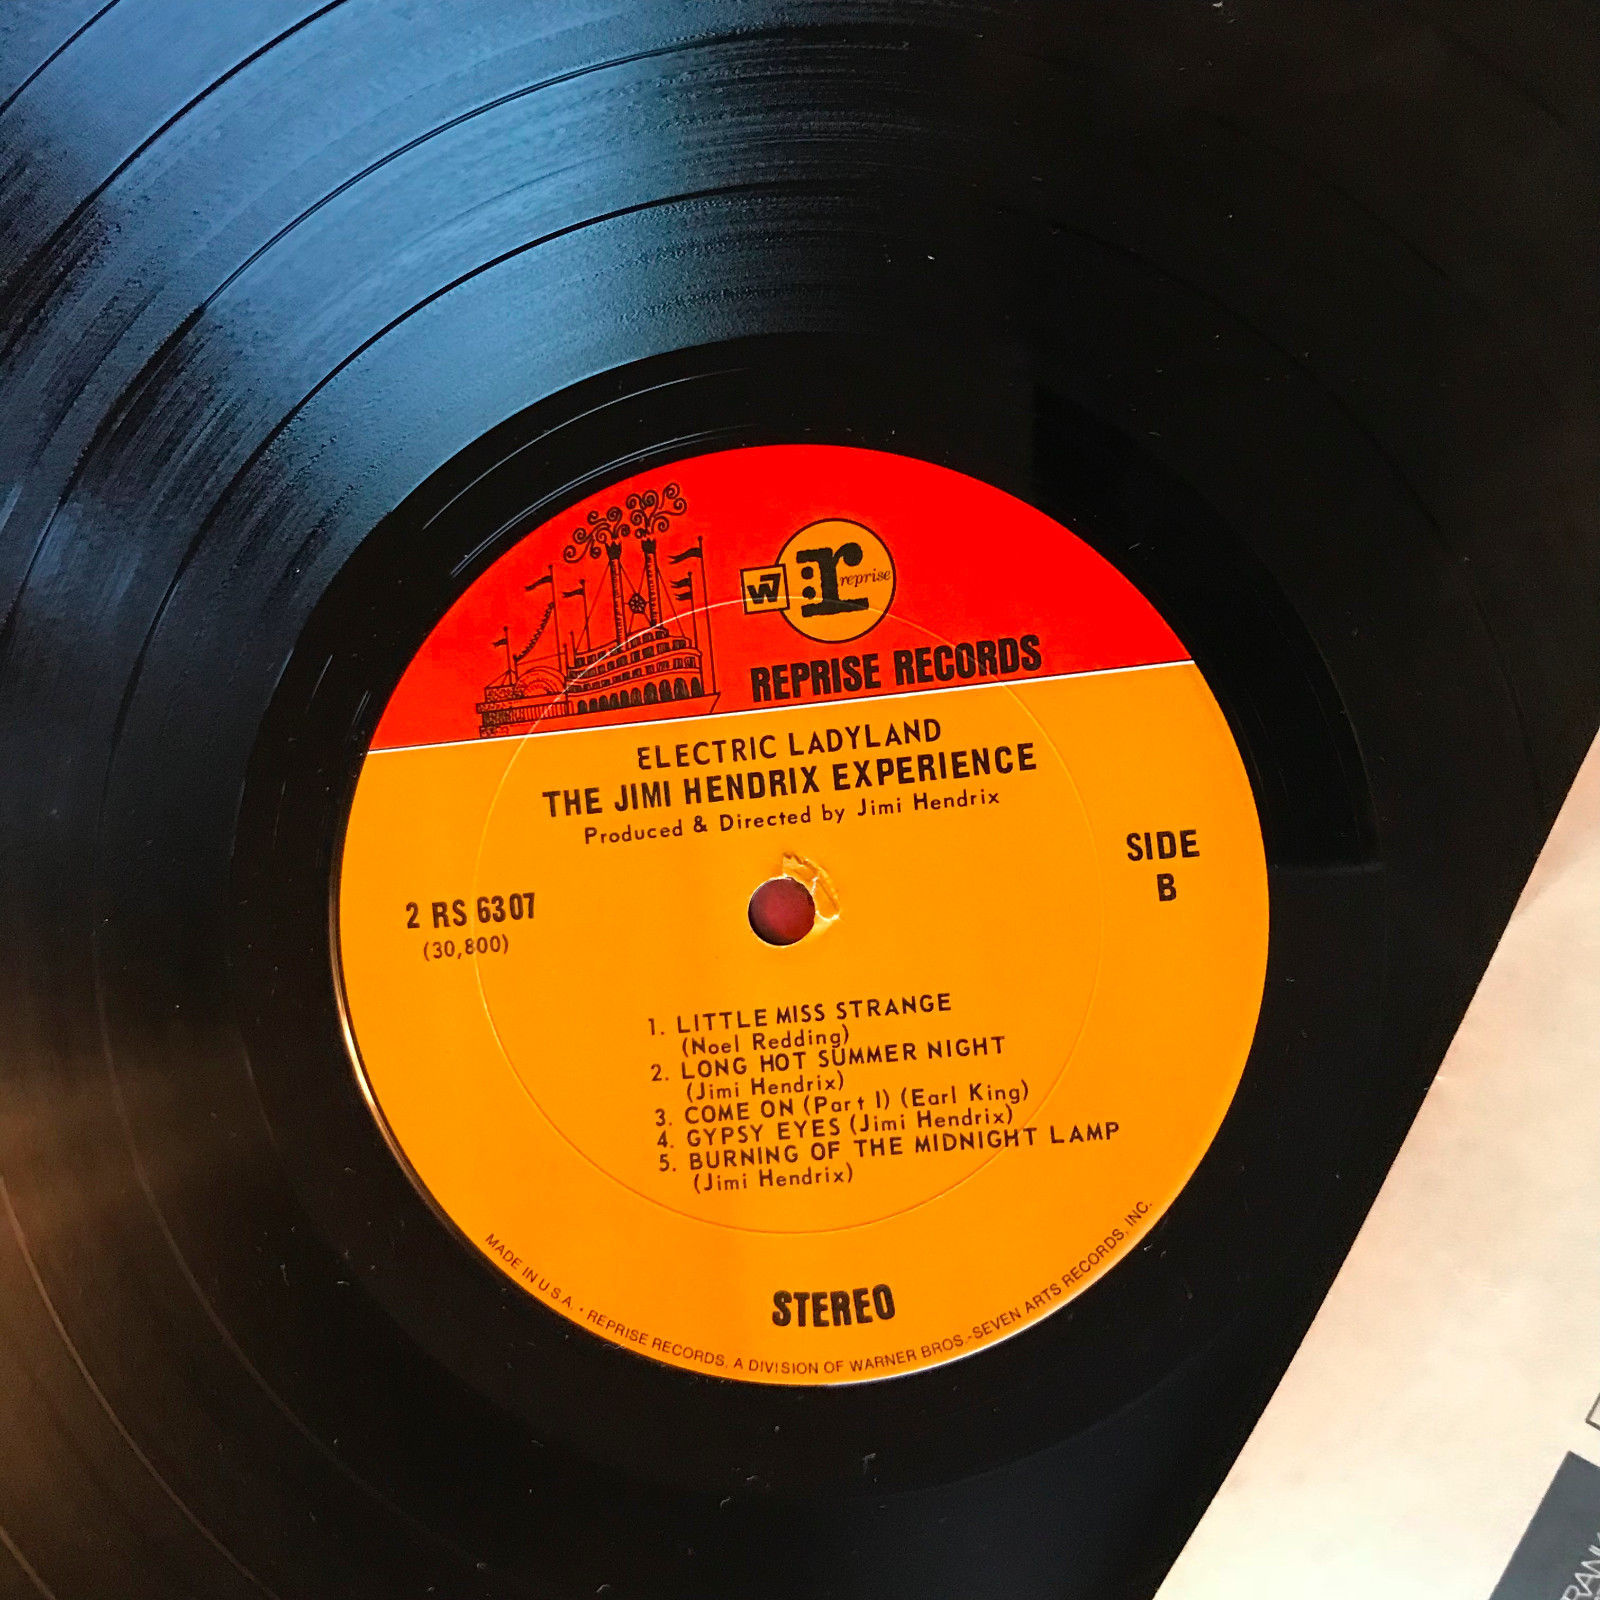 W7
r
reprise
REPRISE RECORDS
ELECTRIC LADYLAND
THE JIMI HENDRIX EXPERIENCE
Produced & Directed by Jimi Hendrix
SIDE
B
2 RS 6307
(30,800)
1. LITTLE MISS STRANGE
(Noel Redding)
2. LONG HOT SUMMER NIGHT
(Jimi Hendrix)
3. COME ON (Part I) (Earl King)
4. GYPSY EYES (Jimi Hendrix)
5. BURNING OF THE MIDNIGHT LAMP
(Jimi Hendrix)
STEREO
MADE IN U.S.A. • REPRISE RECORDS, A DIVISION OF WARNER BROS.-SEVEN ARTS RECORDS, INC.